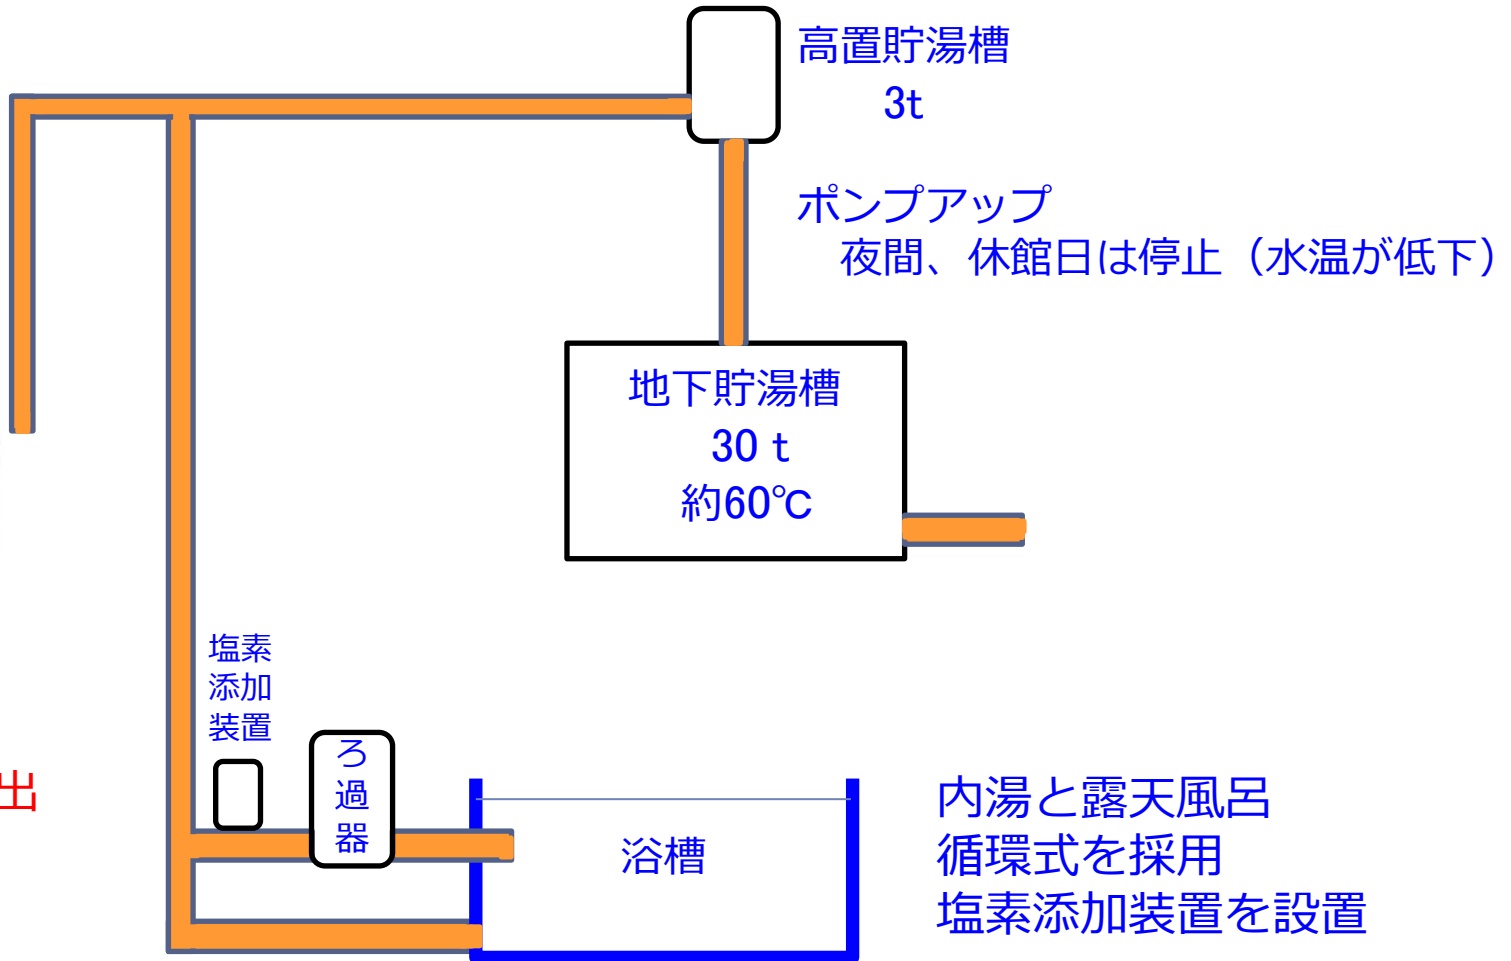 高置貯湯槽
3t
ポンプアップ
夜間、休館日は停止（水温が低下）
地下貯湯槽
30 t
約60℃
塩素
添加
装置
ろ
過
器
出
浴槽
内湯と露天風呂
循環式を採用
塩素添加装置を設置